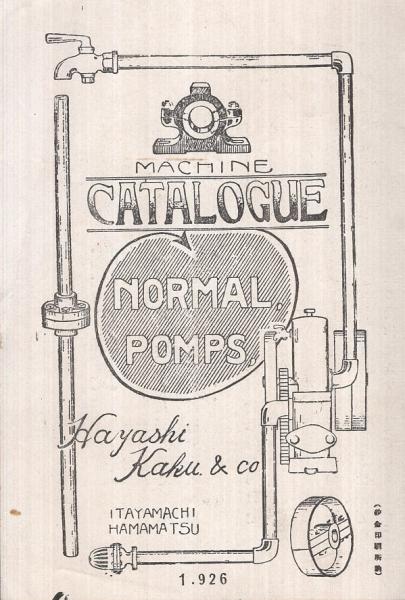 MACHINE
CATALOGUE
NORMAL.
POMPS.
Hayashi
Kaku. & co
ITAYAMACHI
HAMAMATSU
1.926